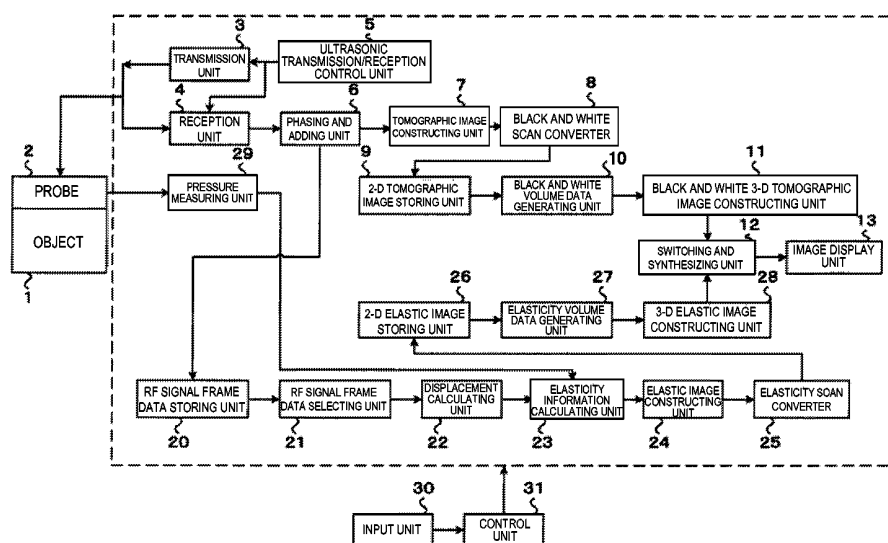 3
TRANSMISSION
UNIT
5
ULTRASONIC
TRANSMISSION/RECEPTION
CONTROL UNIT
4
RECEPTION
UNIT
6
PHASING AND
ADDING UNIT
7
TOMOGRAPHIC IMAGE
CONSTRUCTING UNIT
8
BLACK AND WHITE
SCAN CONVERTER
2
PROBE
OBJECT
1
29
PRESSURE
MEASURING UNIT
9
2-D TOMOGRAPHIC
IMAGE STORING UNIT
10
BLACK AND WHITE
VOLUME DATA
GENERATING UNIT
11
BLACK AND WHITE 3-D TOMOGRAPHIC
IMAGE CONSTRUCTING UNIT
12
SWITCHING AND
SYNTHESIZING UNIT
13
IMAGE DISPLAY
UNIT
26
2-D ELASTIC IMAGE
STORING UNIT
27
ELASTICITY VOLUME
DATA GENERATING
UNIT
28
3-D ELASTIC IMAGE
CONSTRUCTING UNIT
RF SIGNAL FRAME
DATA STORING UNIT
20
RF SIGNAL FRAME
DATA SELECTING UNIT
21
DISPLACEMENT
CALCULATING
UNIT
22
ELASTICITY
INFORMATION
CALCULATING UNIT
23
ELASTIC IMAGE
CONSTRUCTING
UNIT
24
ELASTICITY SCAN
CONVERTER
25
30
INPUT UNIT
31
CONTROL
UNIT